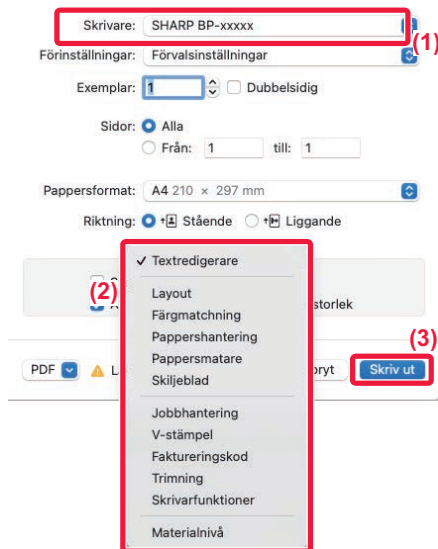 Skrivare: SHARP BP-xxxxx
(1)
Förinställningar: Förvalsinställningar
Exemplar: 1 Dubbelsidig
Sidor: Alla
Från: 1 till: 1
Pappersformat: A4 210 × 297 mm
Riktning: Stående Liggande
✓ Textredigerare
(2)
Layout
storlek
Färgmatchning
Pappershantering
Pappersmatare
(3)
PDF
Skriv ut
Skiljeblad
Jobbhantering
V-stämpel
Faktureringskod
Trimning
Skrivarfunktioner
Materialnivå